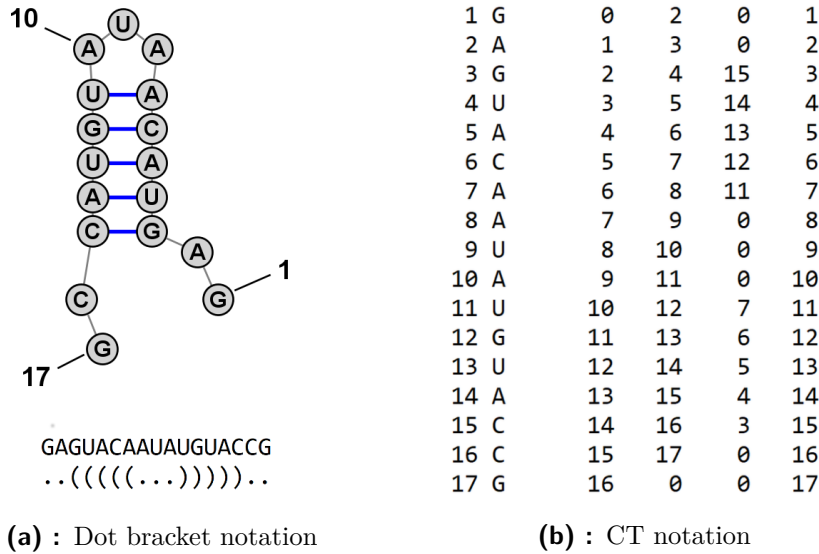 10
U
A A
U A
G C
U A
A U
C G
A
1
C G
G
17
GAGUACAAUAUGUACCG
..(((((...)))))..
(a) : Dot bracket notation
1 G 0 2 0 1
2 A 1 3 0 2
3 G 2 4 15 3
4 U 3 5 14 4
5 A 4 6 13 5
6 C 5 7 12 6
7 A 6 8 11 7
8 A 7 9 0 8
9 U 8 10 0 9
10 A 9 11 0 10
11 U 10 12 7 11
12 G 11 13 6 12
13 U 12 14 5 13
14 A 13 15 4 14
15 C 14 16 3 15
16 C 15 17 0 16
17 G 16 0 0 17
(b) : CT notation